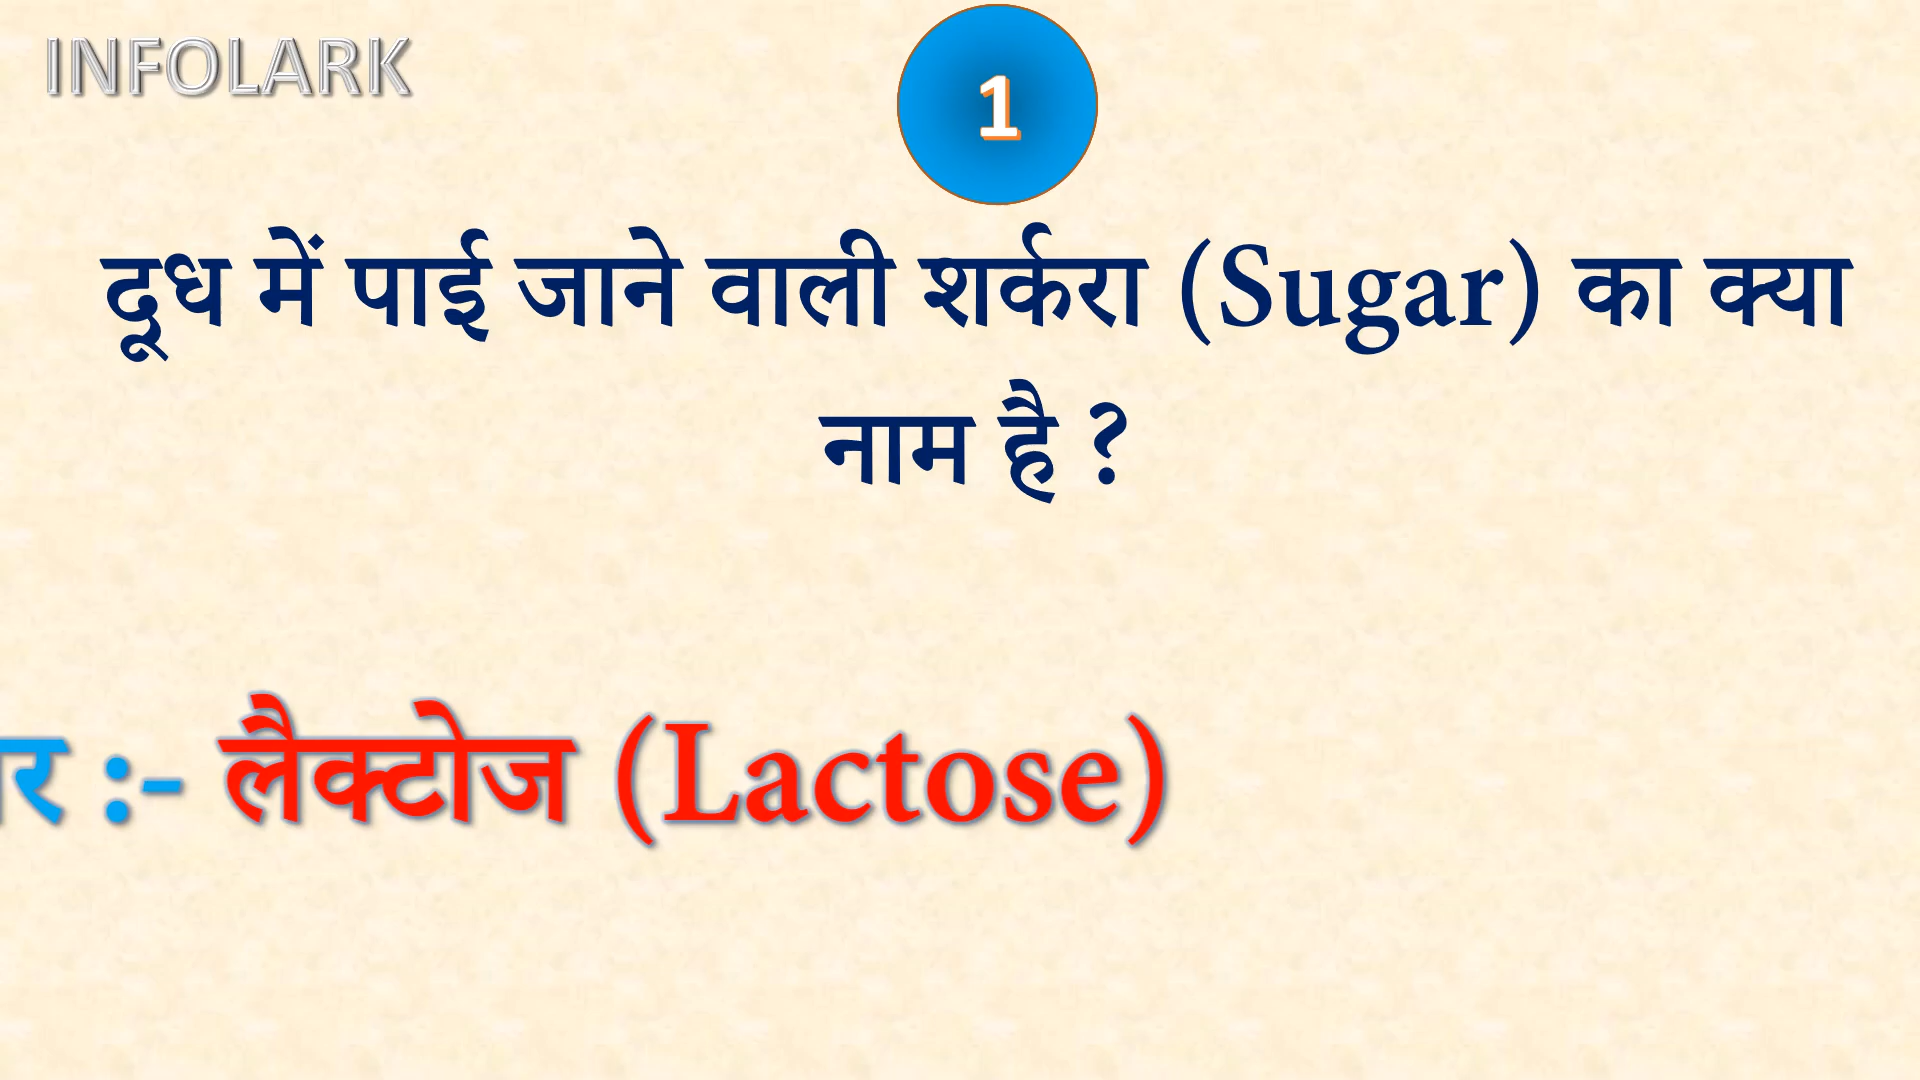 INFOLARK
1
दूध में पाई जाने वाली शर्करा (Sugar) का क्या
नाम है ?
:- लैक्टोज (Lactose)